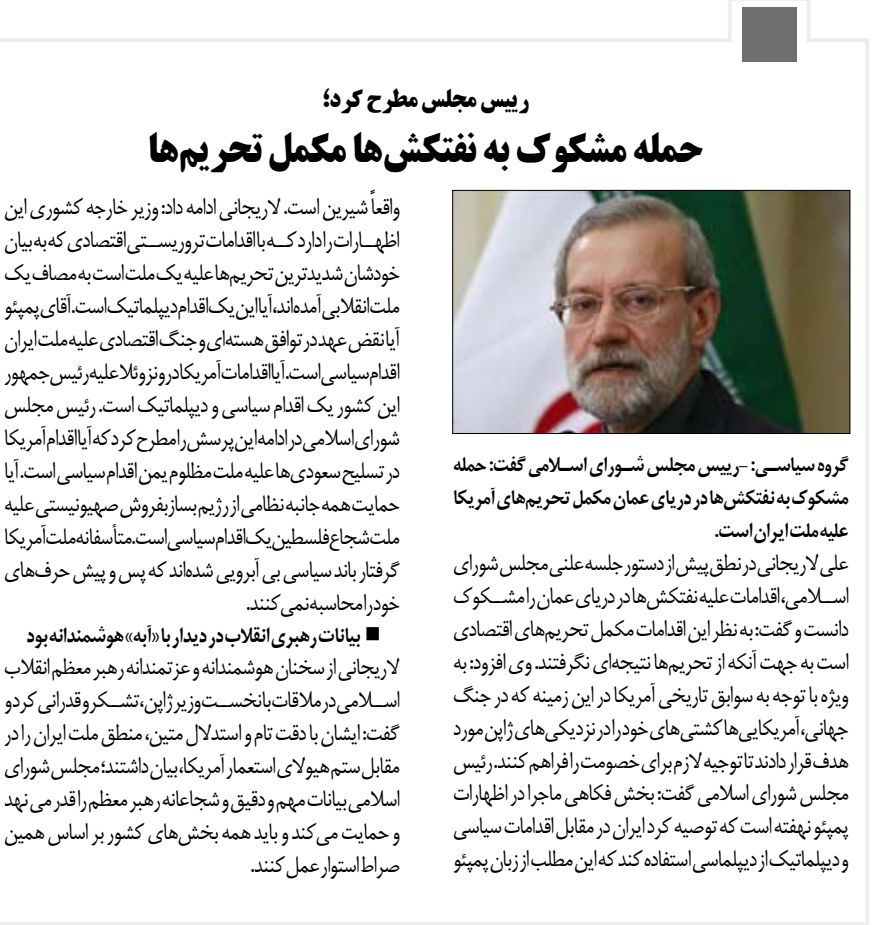 رییس مجلس مطرح کرد؛
حمله مشکوک به نفتکش‌ها مکمل تحریم‌ها
گروه سیاسی: -رییس مجلس شورای اسلامی گفت: حمله
مشکوک به نفتکش‌ها در دریای عمان مکمل تحریم‌های آمریکا
علیه ملت ایران است.
علی لاریجانی در نطق پیش از دستور جلسه علنی مجلس شورای
اسلامی، اقدامات علیه نفتکش‌ها در دریای عمان را مشکوک
دانست و گفت: به نظر این اقدامات مکمل تحریم‌های اقتصادی
است به جهت آنکه از تحریم‌ها نتیجه‌ای نگرفتند. وی افزود: به
ویژه با توجه به سوابق تاریخی آمریکا در این زمینه که در جنگ
جهانی، آمریکایی‌ها کشتی‌های خود را در نزدیکی‌های ژاپن مورد
هدف قرار دادند تا توجیه لازم برای خصومت را فراهم کنند. رئیس
مجلس شورای اسلامی گفت: بخش فکاهی ماجرا در اظهارات
پمپئو نهفته است که توصیه کرد ایران در مقابل اقدامات سیاسی
و دیپلماتیک از دیپلماسی استفاده کند که این مطلب از زبان پمپئو
واقعاً شیرین است. لاریجانی ادامه داد: وزیر خارجه کشوری این
اظهارات را دارد که با اقدامات تروریستی اقتصادی که به بیان
خودشان شدیدترین تحریم‌ها علیه یک ملت است به مصاف یک
ملت انقلابی آمده‌اند، آیا این یک اقدام دیپلماتیک است. آقای پمپئو
آیا نقض عهد در توافق هسته‌ای و جنگ اقتصادی علیه ملت ایران
اقدام سیاسی است. آیا اقدامات آمریکا در ونزوئلا علیه رئیس جمهور
این کشور یک اقدام سیاسی و دیپلماتیک است. رئیس مجلس
شورای اسلامی در ادامه این پرسش را مطرح کرد که آیا اقدام آمریکا
در تسلیح سعودی‌ها علیه ملت مظلوم یمن اقدام سیاسی است. آیا
حمایت همه جانبه نظامی از رژیم بساز بفروش صهیونیستی علیه
ملت شجاع فلسطین یک اقدام سیاسی است. متأسفانه ملت آمریکا
گرفتار باند سیاسی بی آبرویی شده‌اند که پس و پیش حرف‌های
خود را محاسبه نمی کنند.
■ بیانات رهبری انقلاب در دیدار با «آبه» هوشمندانه بود
لاریجانی از سخنان هوشمندانه و عزتمندانه رهبر معظم انقلاب
اسلامی در ملاقات با نخست‌وزیر ژاپن، تشکر و قدرانی کرد و
گفت: ایشان با دقت تام و استدلال متین، منطق ملت ایران را در
مقابل ستم هیولای استعمار آمریکا، بیان داشتند؛ مجلس شورای
اسلامی بیانات مهم و دقیق و شجاعانه رهبر معظم را قدر می نهد
و حمایت می کند و باید همه بخش‌های کشور بر اساس همین
صراط استوار عمل کنند.